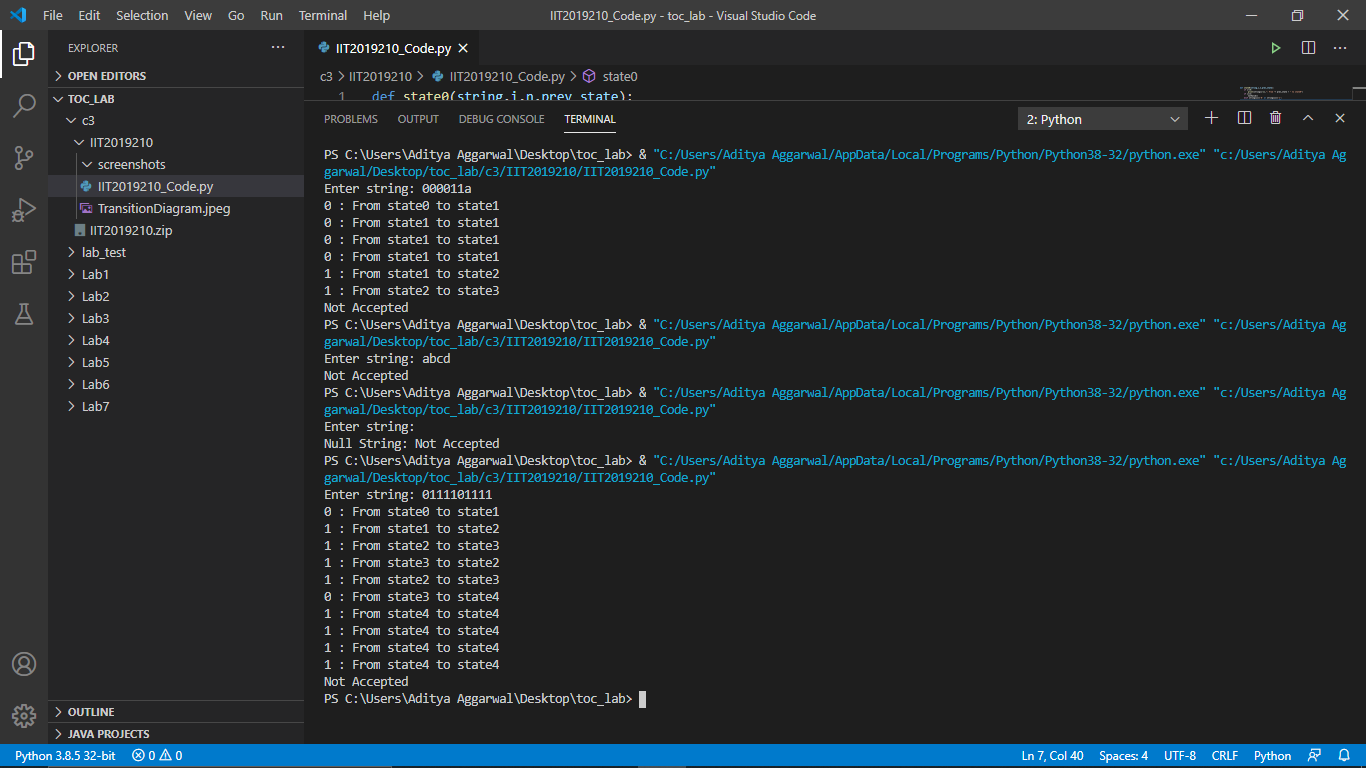 File Edit Selection View Go Run Terminal Help IIT2019210_Code.py - toc_lab - Visual Studio Code
EXPLORER
OPEN EDITORS
TOC_LAB
c3
IIT2019210
screenshots
IIT2019210_Code.py
TransitionDiagram.jpeg
IIT2019210.zip
lab_test
Lab1
Lab2
Lab3
Lab4
Lab5
Lab6
Lab7
OUTLINE
JAVA PROJECTS
IIT2019210_Code.py
c3 > IIT2019210 > IIT2019210_Code.py > state0
1 def state0(string,i,n,prev_state):
PROBLEMS OUTPUT DEBUG CONSOLE TERMINAL 2: Python
PS C:\Users\Aditya Aggarwal\Desktop\toc_lab> & "C:/Users/Aditya Aggarwal/AppData/Local/Programs/Python/Python38-32/python.exe" "c:/Users/Aditya Ag
garwal/Desktop/toc_lab/c3/IIT2019210/IIT2019210_Code.py"
Enter string: 000011a
0 : From state0 to state1
0 : From state1 to state1
0 : From state1 to state1
0 : From state1 to state1
1 : From state1 to state2
1 : From state2 to state3
Not Accepted
PS C:\Users\Aditya Aggarwal\Desktop\toc_lab> & "C:/Users/Aditya Aggarwal/AppData/Local/Programs/Python/Python38-32/python.exe" "c:/Users/Aditya Ag
garwal/Desktop/toc_lab/c3/IIT2019210/IIT2019210_Code.py"
Enter string: abcd
Not Accepted
PS C:\Users\Aditya Aggarwal\Desktop\toc_lab> & "C:/Users/Aditya Aggarwal/AppData/Local/Programs/Python/Python38-32/python.exe" "c:/Users/Aditya Ag
garwal/Desktop/toc_lab/c3/IIT2019210/IIT2019210_Code.py"
Enter string:
Null String: Not Accepted
PS C:\Users\Aditya Aggarwal\Desktop\toc_lab> & "C:/Users/Aditya Aggarwal/AppData/Local/Programs/Python/Python38-32/python.exe" "c:/Users/Aditya Ag
garwal/Desktop/toc_lab/c3/IIT2019210/IIT2019210_Code.py"
Enter string: 0111101111
0 : From state0 to state1
1 : From state1 to state2
1 : From state2 to state3
1 : From state3 to state2
1 : From state2 to state3
0 : From state3 to state4
1 : From state4 to state4
1 : From state4 to state4
1 : From state4 to state4
1 : From state4 to state4
Not Accepted
PS C:\Users\Aditya Aggarwal\Desktop\toc_lab>
Python 3.8.5 32-bit 0 0 Ln 7, Col 40 Spaces: 4 UTF-8 CRLF Python